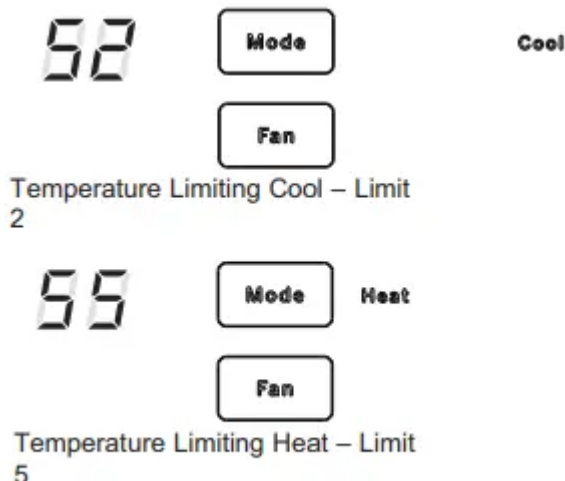 52 Mode Cool
Fan
Temperature Limiting Cool – Limit
2
55 Mode Heat
Fan
Temperature Limiting Heat – Limit
5